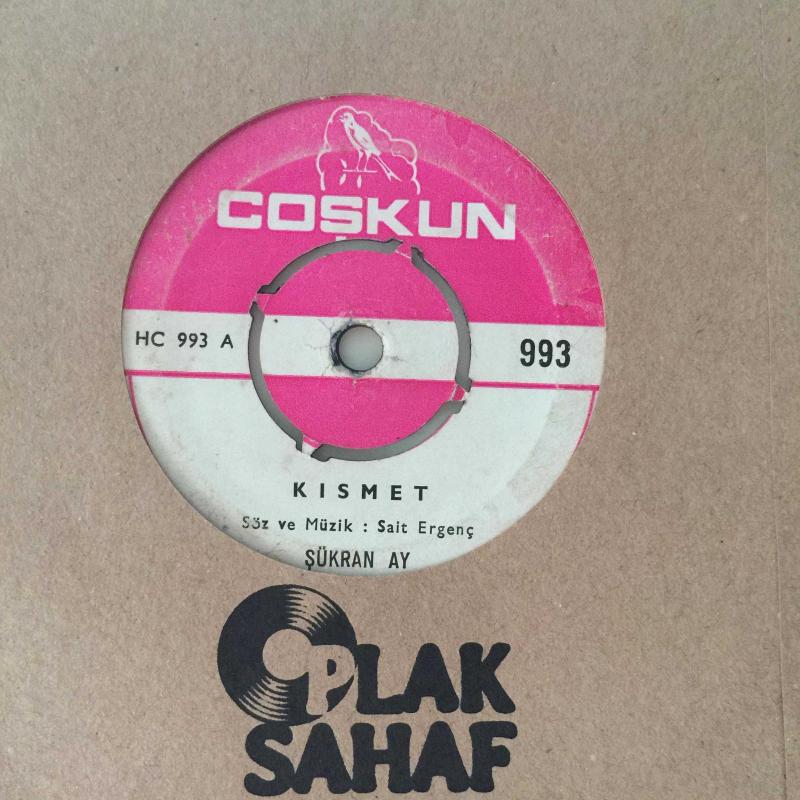 COŞKUN
HC 993 A
993
KISMET
Söz ve Müzik : Sait Ergenç
ŞÜKRAN AY
PLAK
SAHAF